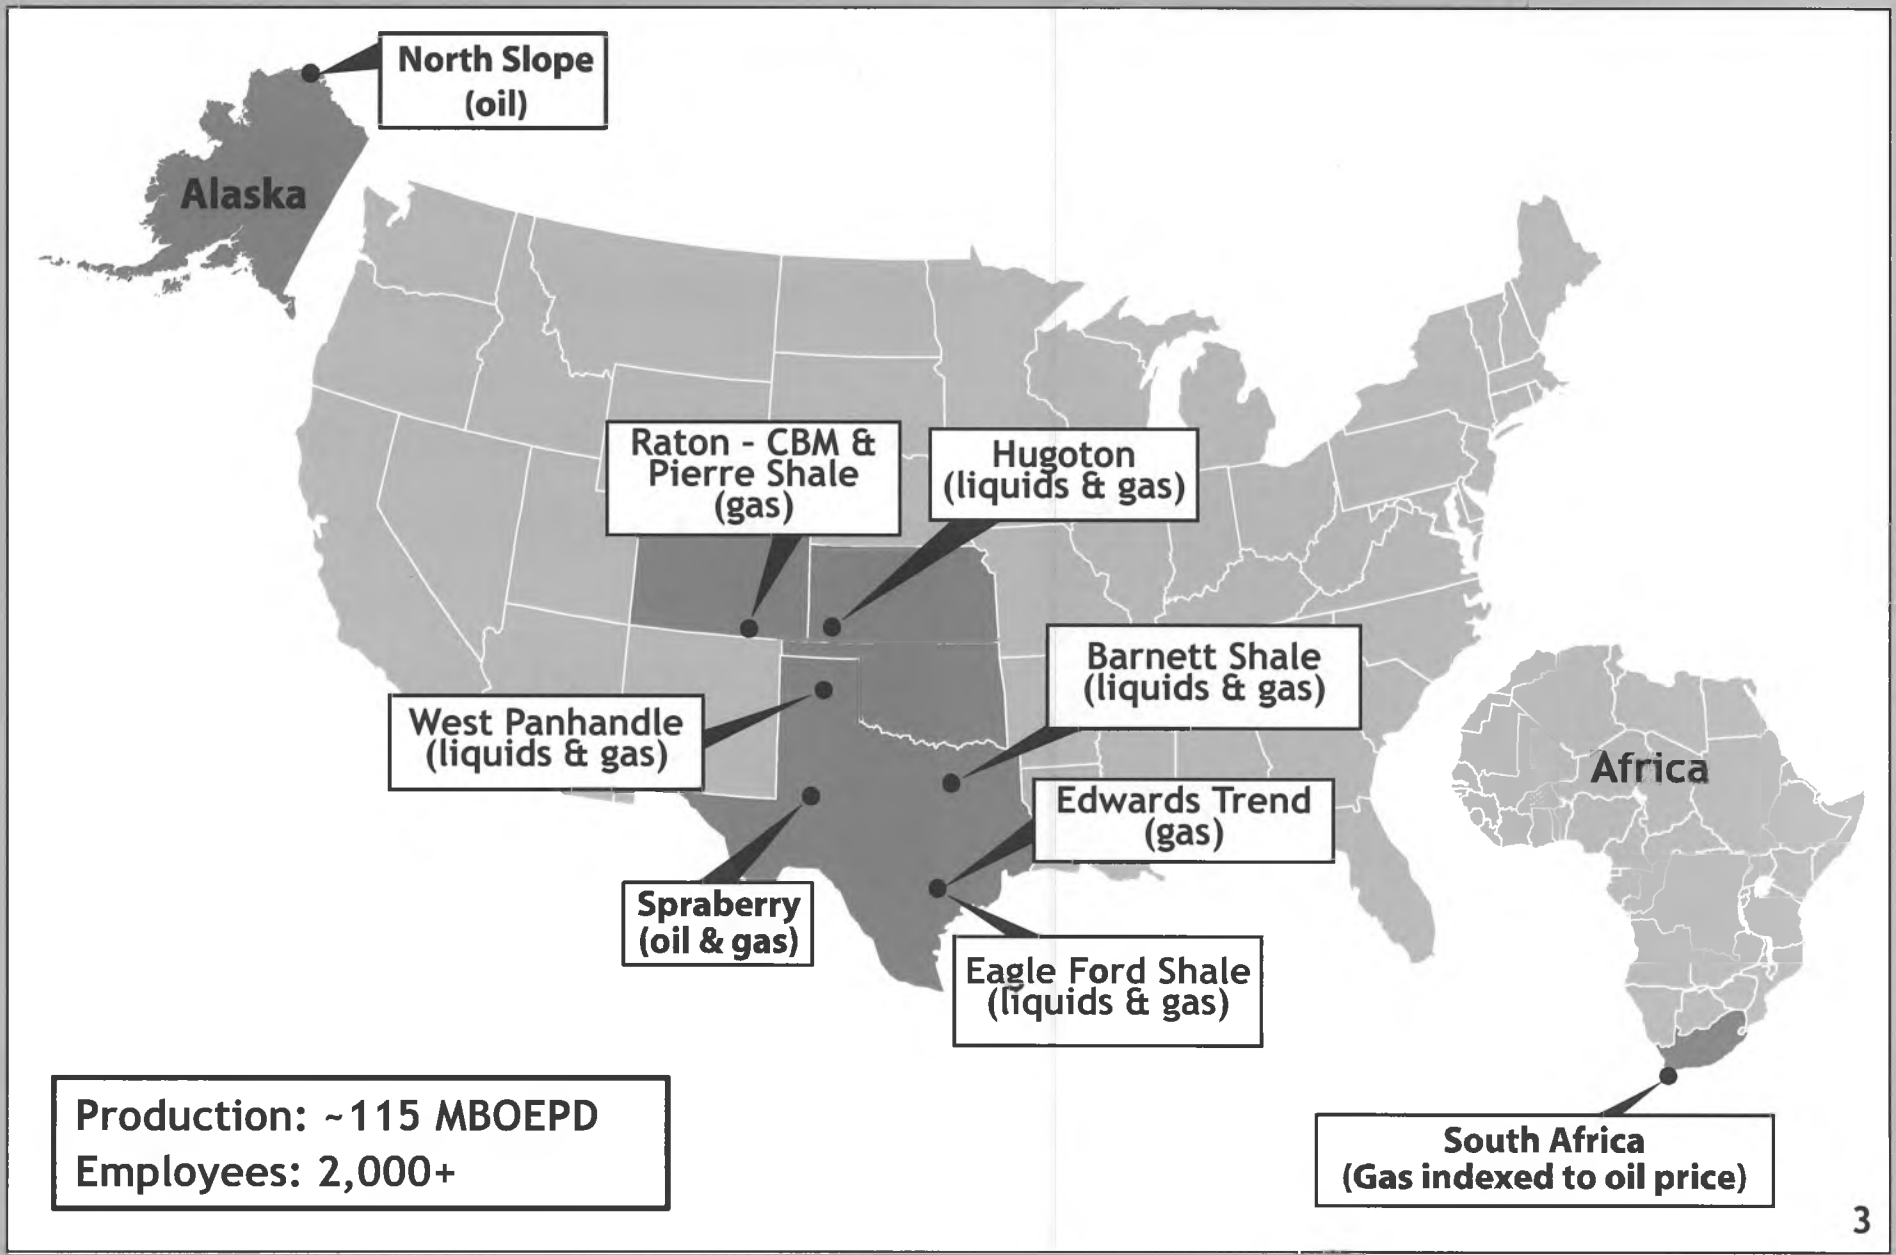 North Slope
(oil)
Alaska
Raton - CBM &
Pierre Shale
(gas)
Hugoton
(liquids & gas)
Barnett Shale
(liquids & gas)
West Panhandle
(liquids & gas)
Africa
Edwards Trend
(gas)
Spraberry
(oil & gas)
Eagle Ford Shale
(liquids & gas)
Production: ~115 MBOEPD
Employees: 2,000+
South Africa
(Gas indexed to oil price)
3